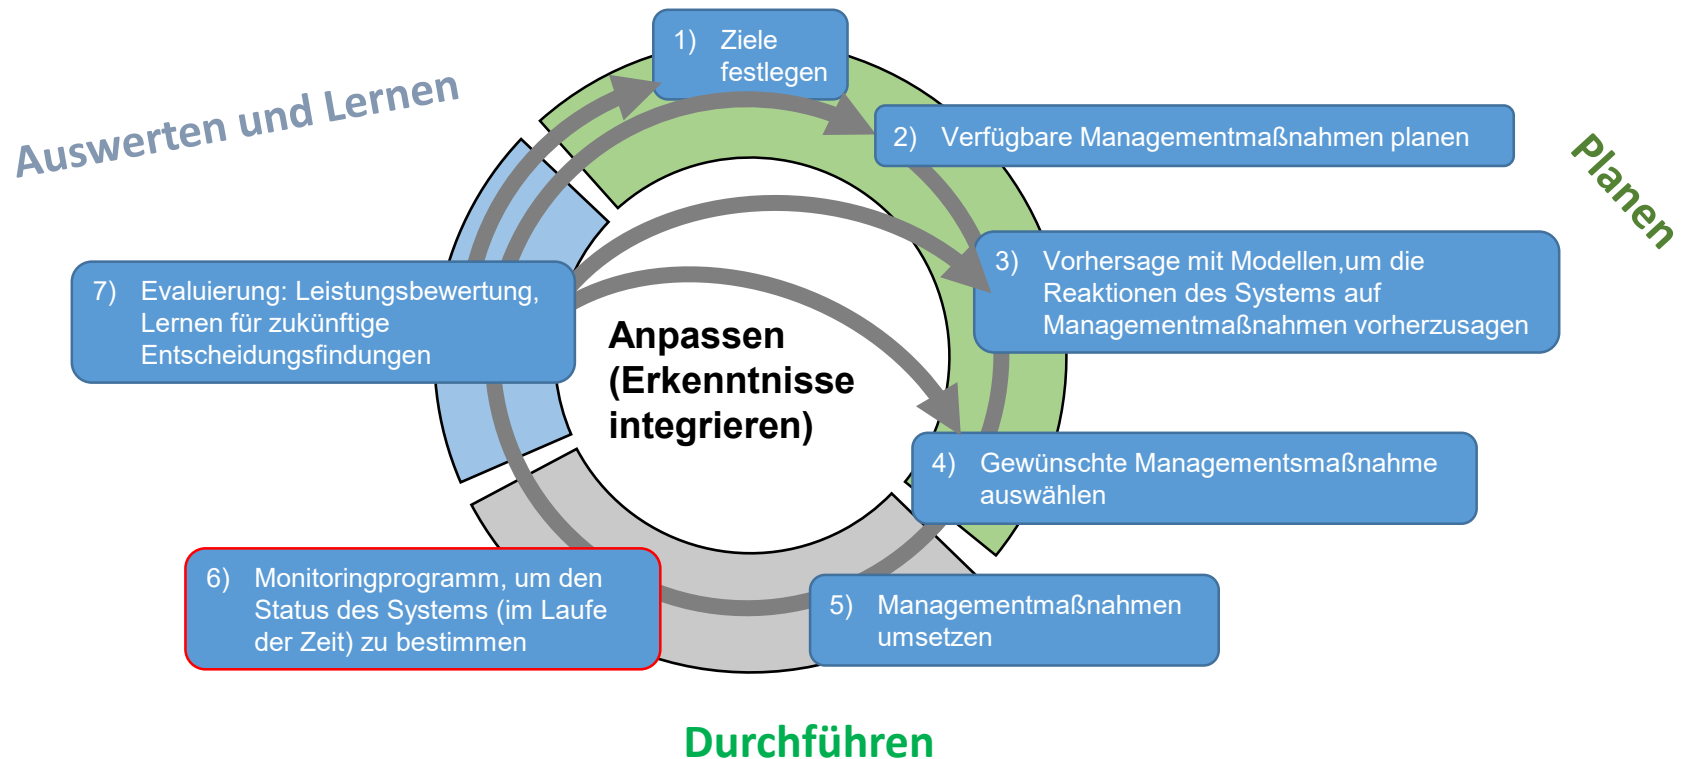 Auswerten und Lernen
1) Ziele
festlegen
2) Verfügbare Managementmaßnahmen planen
Planen
3) Vorhersage mit Modellen,um die
Reaktionen des Systems auf
Managementmaßnahmen vorherzusagen
7) Evaluierung: Leistungsbewertung,
Lernen für zukünftige
Entscheidungsfindungen
Anpassen
(Erkenntnisse
integrieren)
4) Gewünschte Managementsmaßnahme
auswählen
6) Monitoringprogramm, um den
Status des Systems (im Laufe
der Zeit) zu bestimmen
5) Managementmaßnahmen
umsetzen
Durchführen